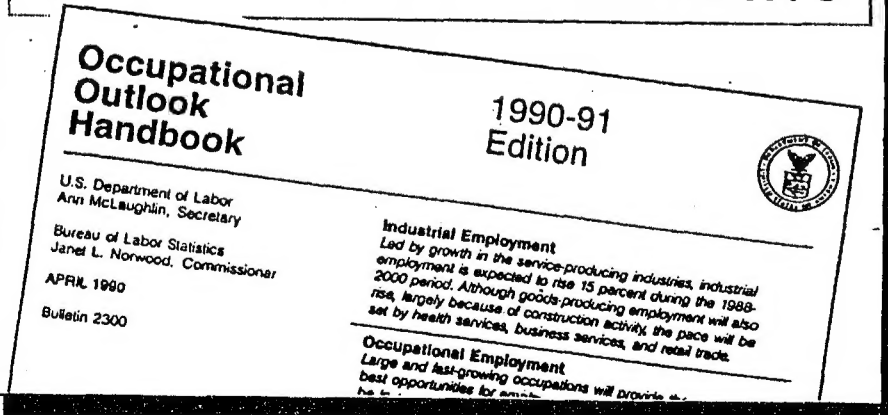 Occupational
Outlook
Handbook
1990-91
Edition
U.S. Department of Labor
Ann McLaughlin, Secretary
Bureau of Labor Statistics
Janet L. Norwood, Commissioner
APRIL 1990
Bulletin 2300
Industrial Employment
Led by growth in the service-producing industries, industrial
employment is expected to rise 15 percent during the 1988-
2000 period. Although goods-producing employment will also
rise, largely because of construction activity, the pace will be
set by health services, business services, and retail trade.
Occupational Employment
Large and fast-growing occupations will provide the
best opportunities for